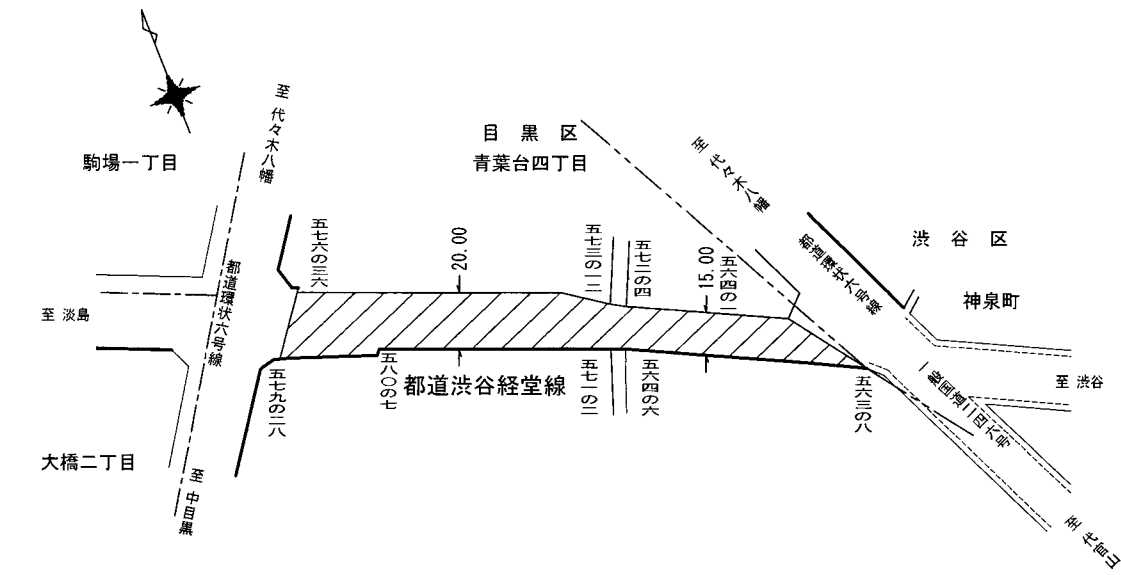 至 代々木八幡
駒場一丁目
目黒区
青葉台四丁目
至 代々木八幡
渋谷区
神泉町
都道環状六号線
五七六の三六
20.00
五七三の一二
五七二の四
15.00
五六四の一
都道環状六号線
至 淡島
至 渋谷
五七九の二八
五八〇の七
都道渋谷経堂線
五七一の二
五六四の六
五六三の八
一般国道二四六号
大橋二丁目
至 中目黒
至 代官山